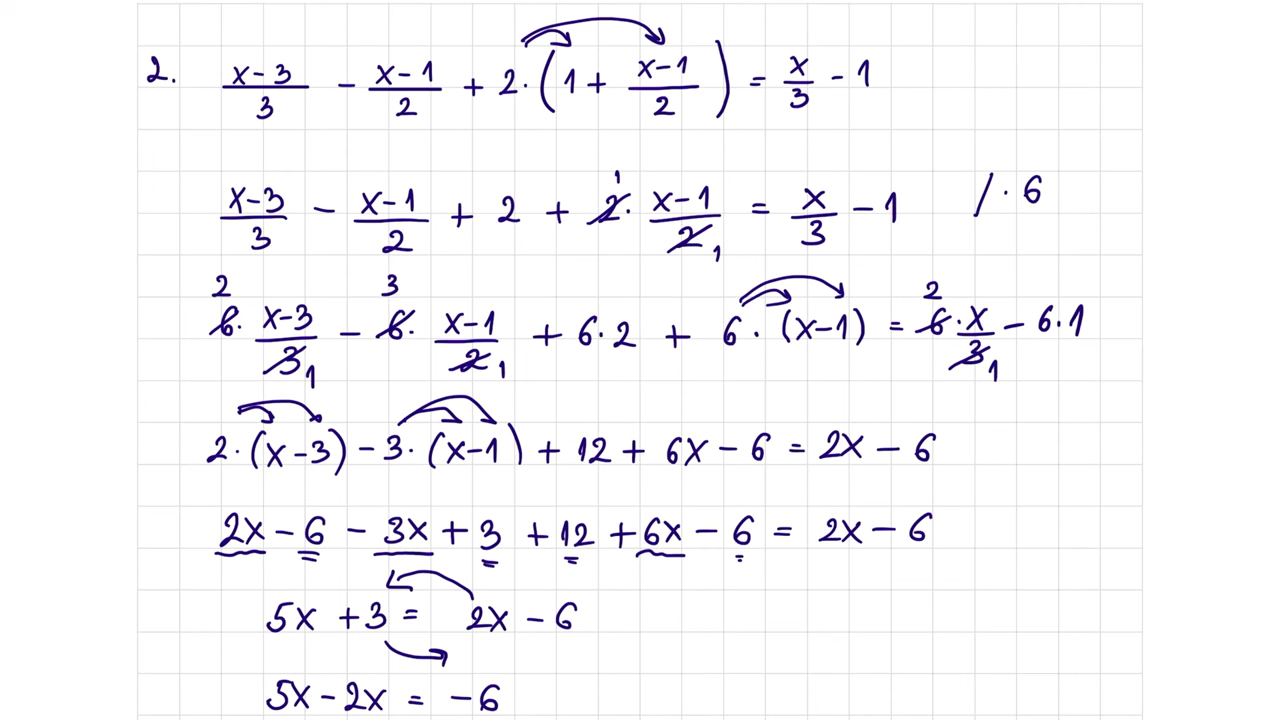 2. (x-3)/3 - (x-1)/2 + 2·(1 + (x-1)/2) = x/3 - 1
(x-3)/3 - (x-1)/2 + 2 + 2·(x-1)/2 = x/3 - 1 / · 6
6·(x-3)/3 - 6·(x-1)/2 + 6·2 + 6·(x-1) = 6·x/3 - 6·1
2·(x-3) - 3·(x-1) + 12 + 6x - 6 = 2x - 6
2x - 6 - 3x + 3 + 12 + 6x - 6 = 2x - 6
5x + 3 = 2x - 6
5x - 2x = -6